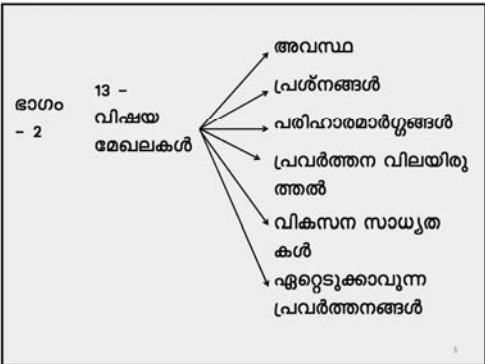 ഭാഗം
– 2
13 –
വിഷയ
മേഖലകൾ
അവസ്ഥ
പ്രശ്നങ്ങൾ
പരിഹാരമാർഗ്ഗങ്ങൾ
പ്രവർത്തന വിലയിരു
ത്തൽ
വികസന സാധ്യത
കൾ
ഏറ്റെടുക്കാവുന്ന
പ്രവർത്തനങ്ങൾ
5